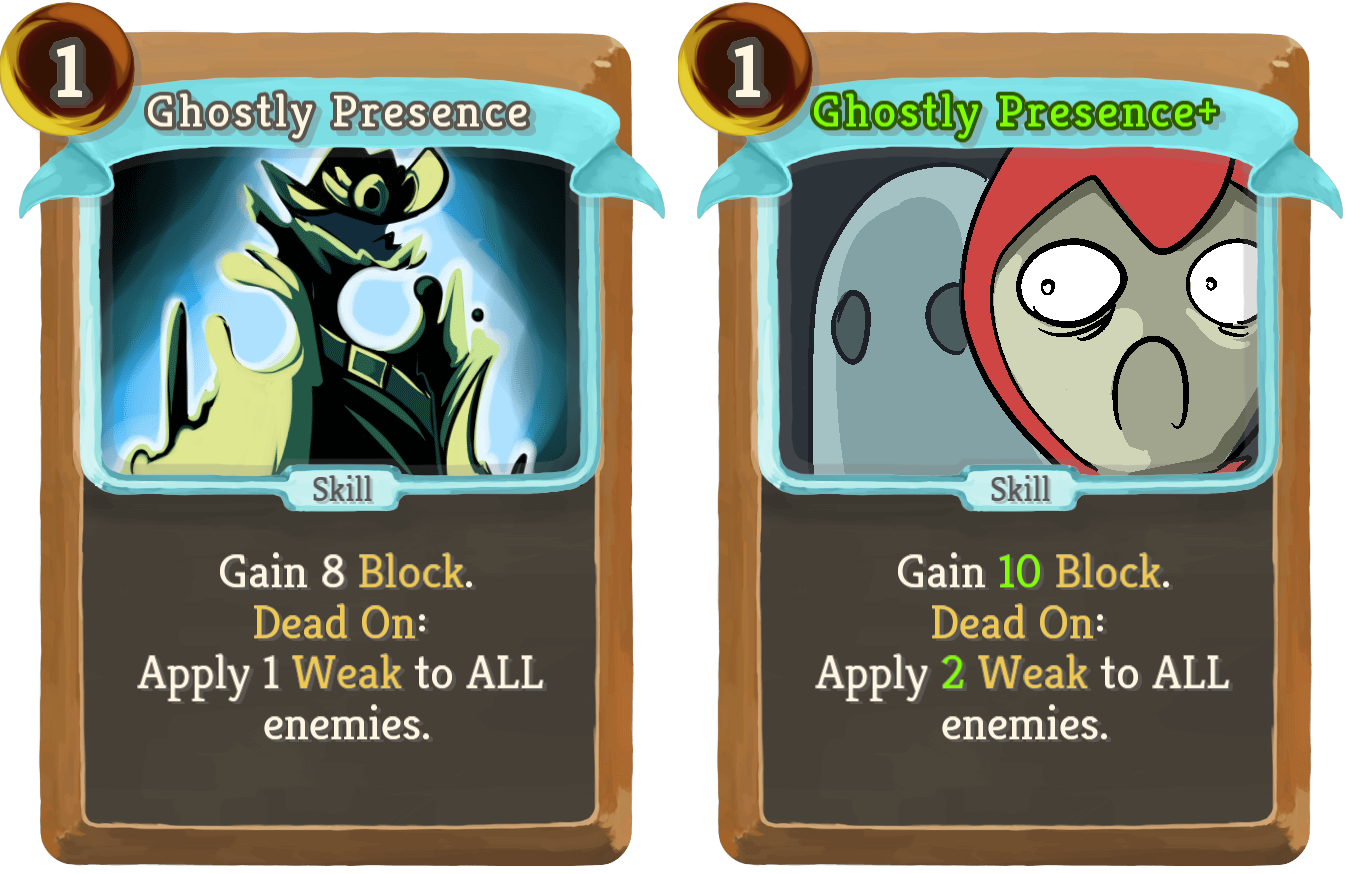 1
Ghostly Presence
Skill
Gain 8 Block.
Dead On:
Apply 1 Weak to ALL
enemies.
1
Ghostly Presence+
Skill
Gain 10 Block.
Dead On:
Apply 2 Weak to ALL
enemies.